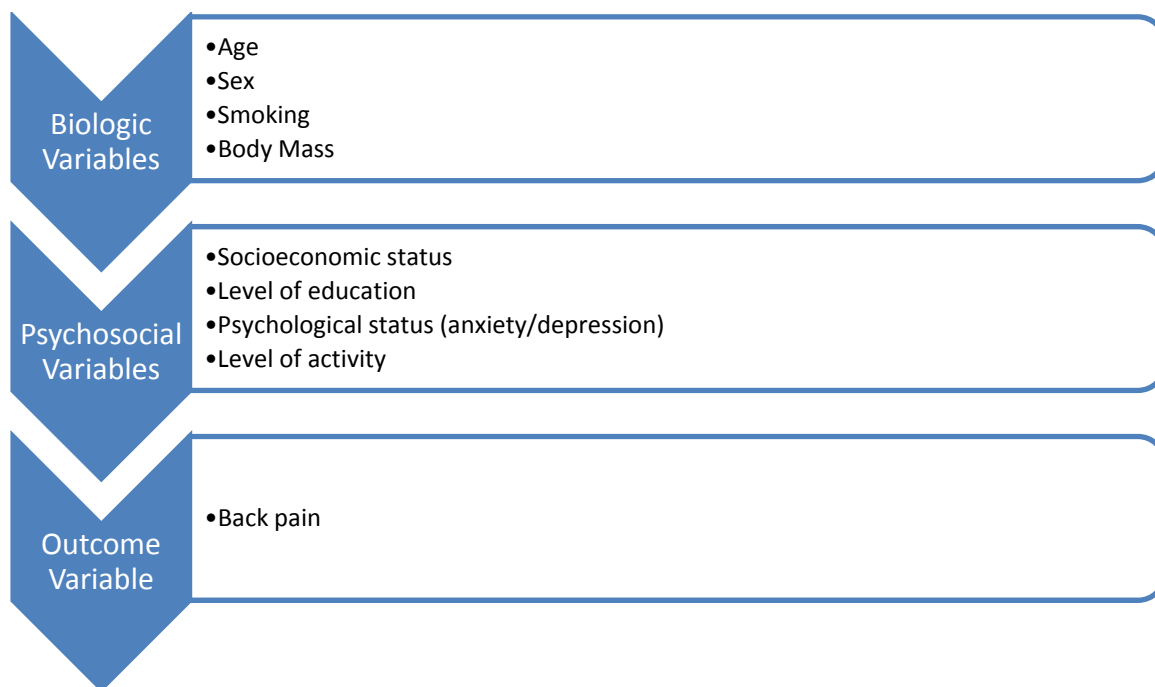 Biologic
Variables
•Age
•Sex
•Smoking
•Body Mass
Psychosocial
Variables
•Socioeconomic status
•Level of education
•Psychological status (anxiety/depression)
•Level of activity
Outcome
Variable
•Back pain